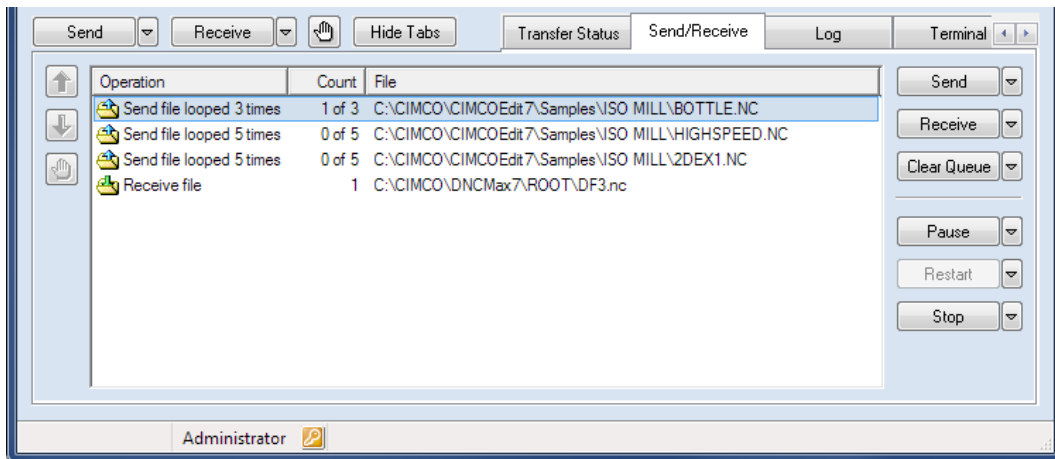 Send Receive Hide Tabs Transfer Status Send/Receive Log Terminal
Operation Count File Send
Send file looped 3 times 1 of 3 C:\CIMCO\CIMCOEdit7\Samples\ISO MILL\BOTTLE.NC
Send file looped 5 times 0 of 5 C:\CIMCO\CIMCOEdit7\Samples\ISO MILL\HIGHSPEED.NC Receive
Send file looped 5 times 0 of 5 C:\CIMCO\CIMCOEdit7\Samples\ISO MILL\2DEX1.NC Clear Queue
Receive file 1 C:\CIMCO\DNCMax7\ROOT\DF3.nc
Pause
Restart
Stop
Administrator